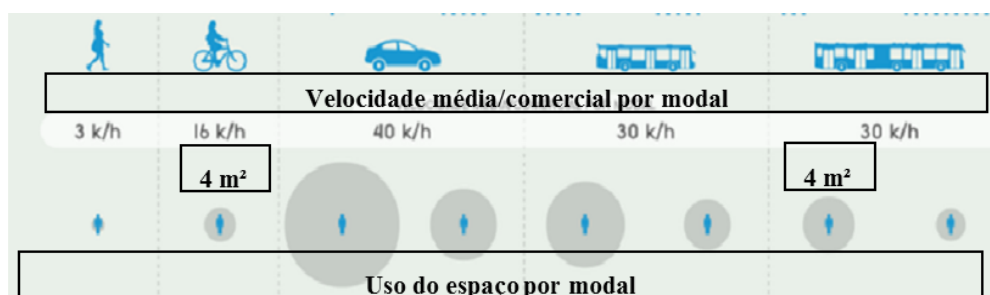 Velocidade média/comercial por modal
3 k/h 16 k/h 40 k/h 30 k/h 30 k/h
4 m² 4 m²
Uso do espaço por modal